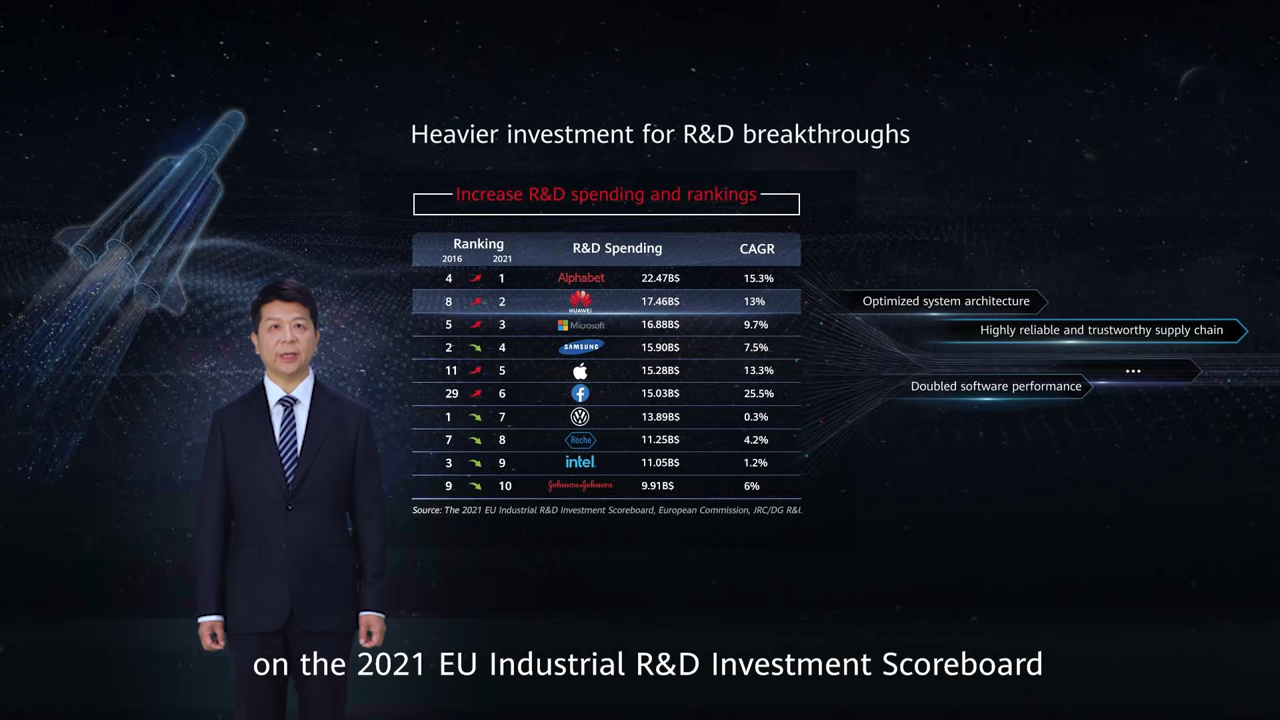 Heavier investment for R&D breakthroughs
Increase R&D spending and rankings
Ranking R&D Spending CAGR
2016 2021
4 1 Alphabet 22.47B$ 15.3%
8 2 HUAWEI 17.46B$ 13%
5 3 Microsoft 16.88B$ 9.7%
2 4 SAMSUNG 15.90B$ 7.5%
11 5 15.28B$ 13.3%
29 6 f 15.03B$ 25.5%
1 7 VW 13.89B$ 0.3%
7 8 Roche 11.25B$ 4.2%
3 9 intel 11.05B$ 1.2%
9 10 Johnson&Johnson 9.91B$ 6%
Source: The 2021 EU Industrial R&D Investment Scoreboard, European Commission, JRC/DG R&I.
Optimized system architecture
Highly reliable and trustworthy supply chain
...
Doubled software performance
on the 2021 EU Industrial R&D Investment Scoreboard